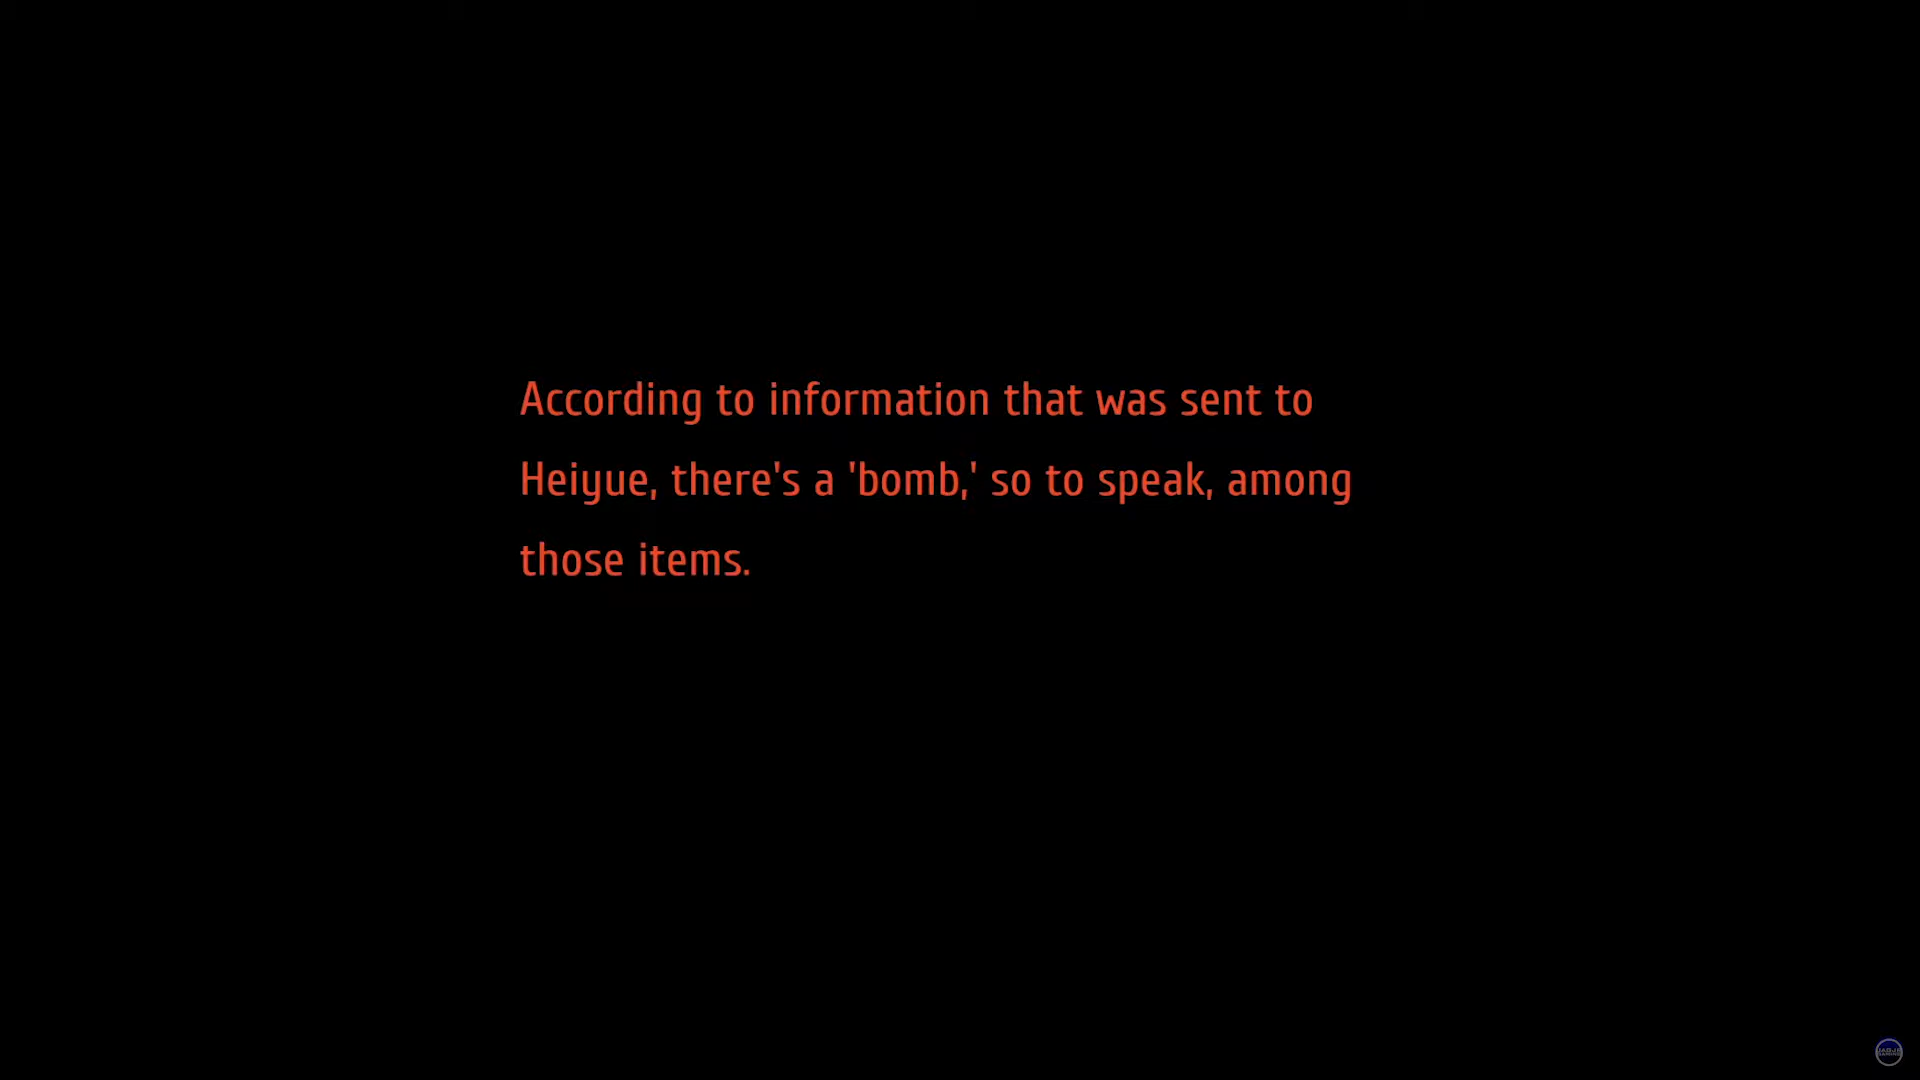 According to information that was sent to
Heiyue, there's a 'bomb,' so to speak, among
those items.